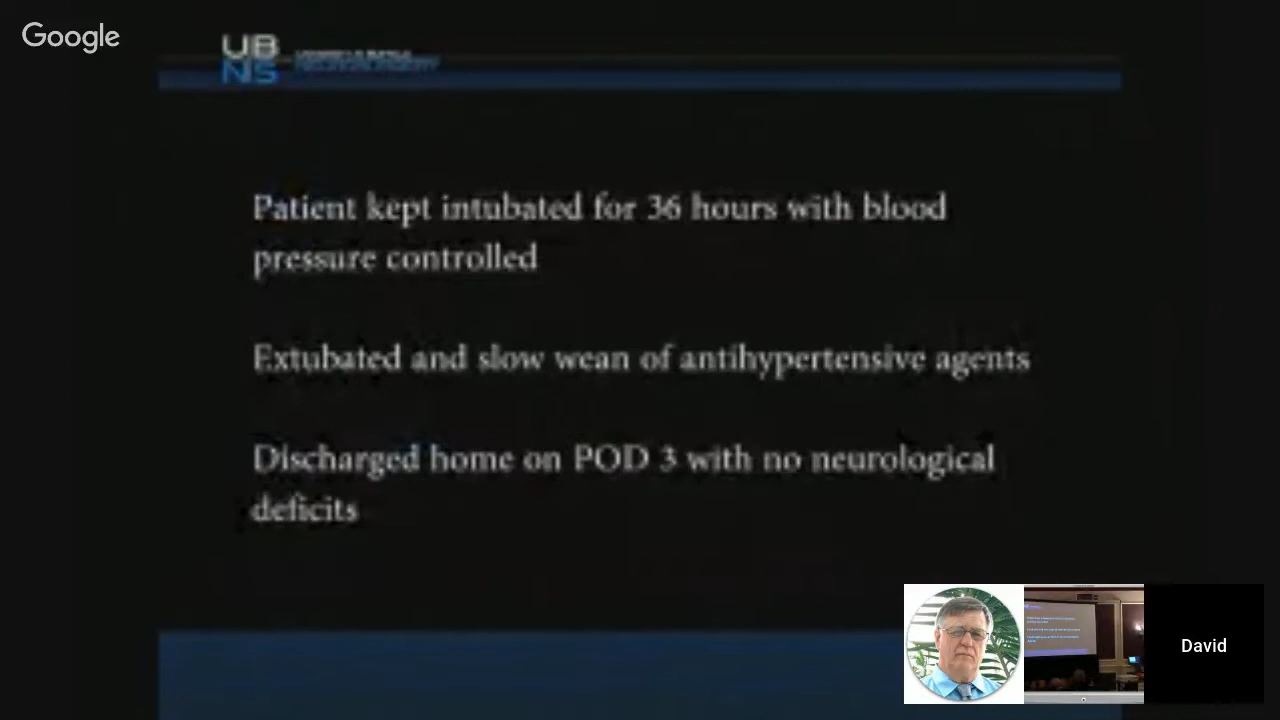 Google
UB
NS
Patient kept intubated for 36 hours with blood
pressure controlled
Extubated and slow wean of antihypertensive agents
Discharged home on POD 3 with no neurological
deficits
David